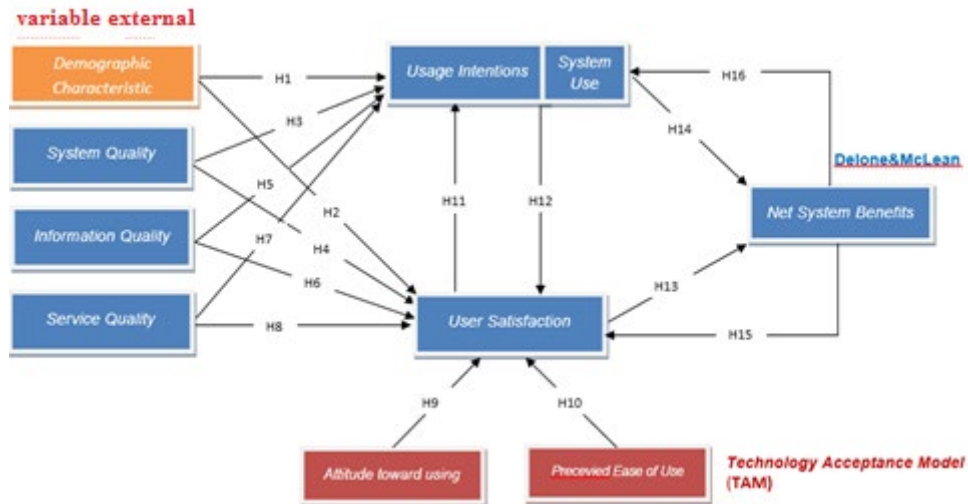 variable external
Demographic
Characteristic
H1
Usage Intentions
System
Use
H16
H3
System Quality
H14
Delone&McLean
H5
H11
H12
Net System Benefits
Information Quality
H2
H7
H4
H6
H13
Service Quality
H8
User Satisfaction
H15
H9
H10
Attitude toward using
Precevied Ease of Use
Technology Acceptance Model
(TAM)